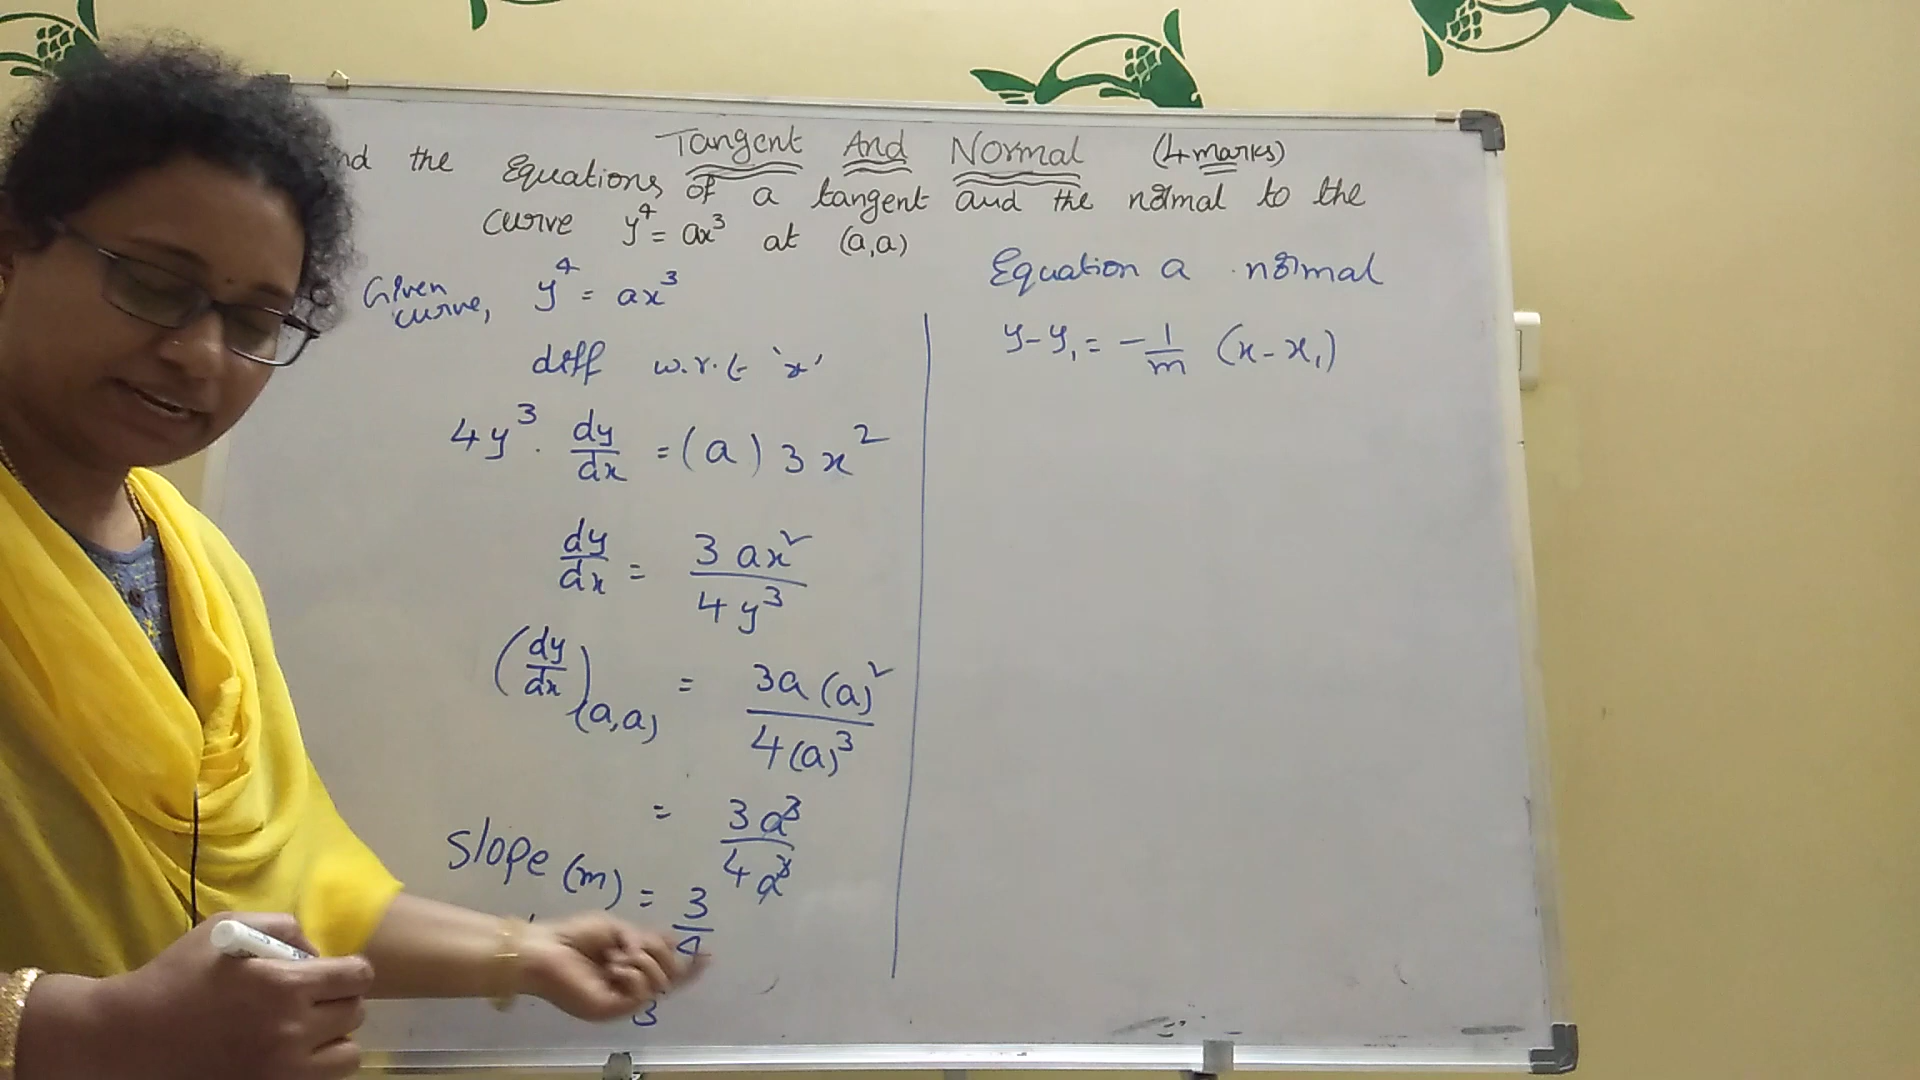 Tangent And Normal (4 marks)
the Equations of a tangent and the normal to the
curve y⁴ = ax³ at (a,a)
Given curve, y⁴ = ax³
diff w.r.t 'x'
4y³ . dy/dx = (a) 3x²
dy/dx = 3ax²/4y³
(dy/dx)(a,a) = 3a(a)²/4(a)³
= 3a³/4a³
slope (m) = 3/4
3
Equation a normal
y - y₁ = -1/m (x - x₁)